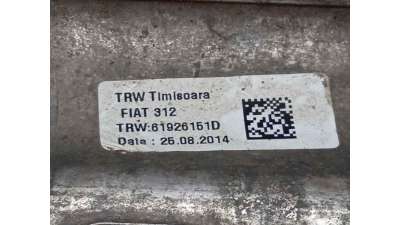 TRW Timisoara
FIAT 312
TRW:61926151D
Data : 25.08.2014